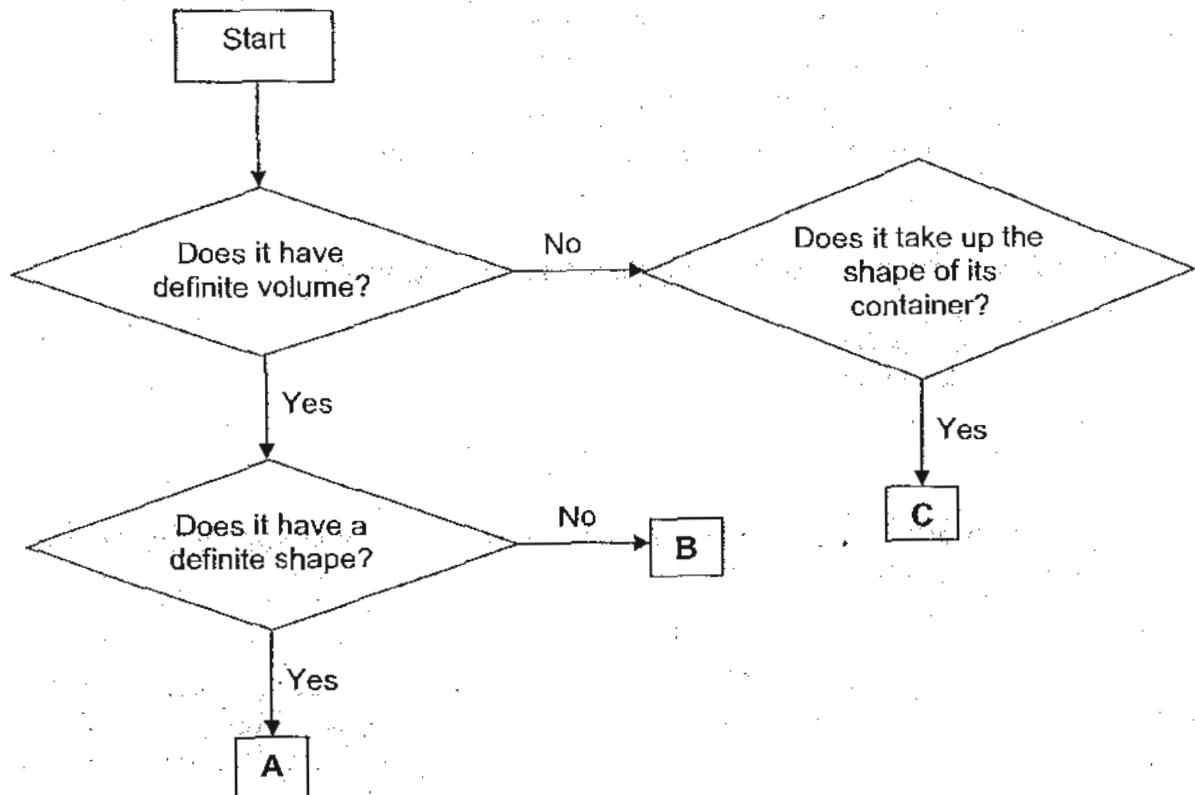 Start
Does it have
definite volume?
No
Does it take up the
shape of its
container?
Yes
Yes
C
Does it have a
definite shape?
No
B
Yes
A